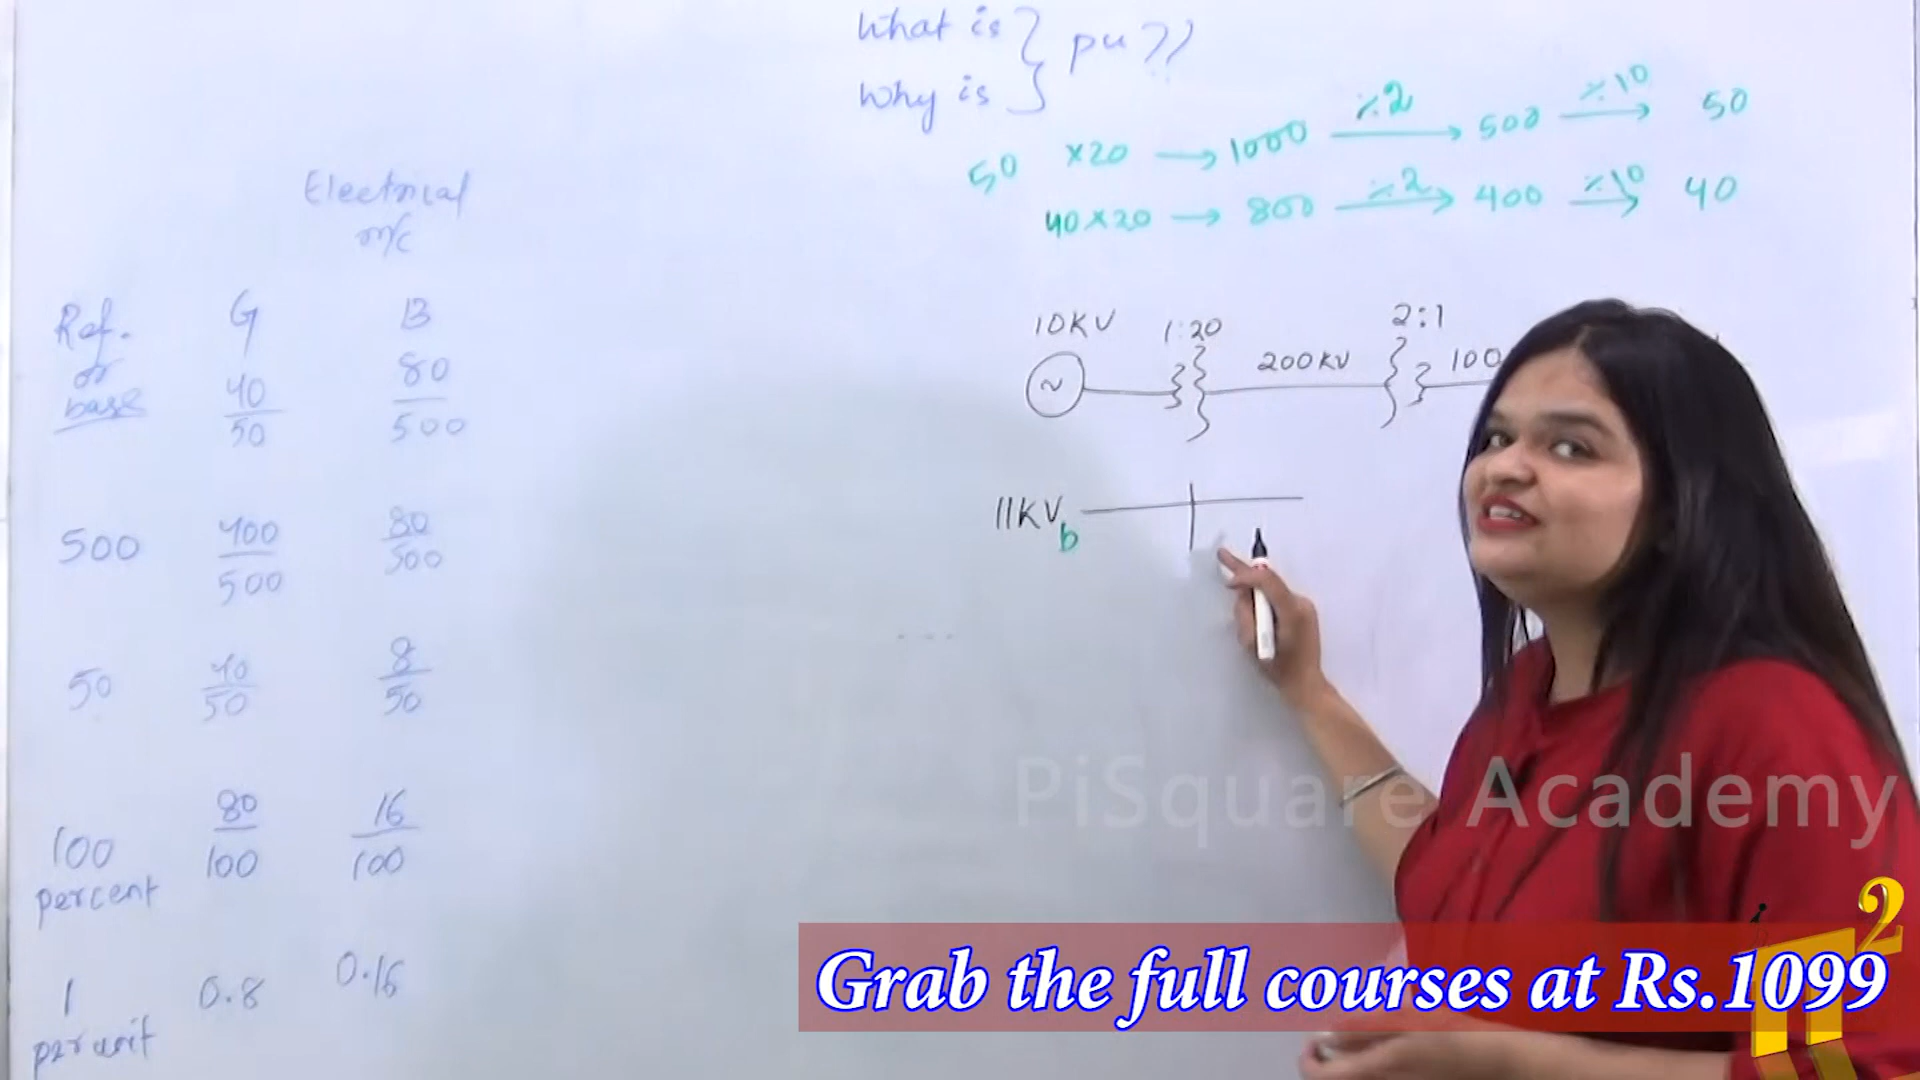 What is } pu ??
Why is
50 ×20 → 1000 ÷2 → 500 ÷10 → 50
40×20 → 800 ÷2 → 400 ÷10 → 40
Electrical
m/c
Ref. G B
or 40 80
base 50 500
500 400 80
500 500
50 40 8
50 50
100 80 16
percent 100 100
1 0.8 0.16
per unit
10KV 1:20 200KV 2:1 100
~
11KV b
PiSquare Academy
Grab the full courses at Rs.1099
π 2